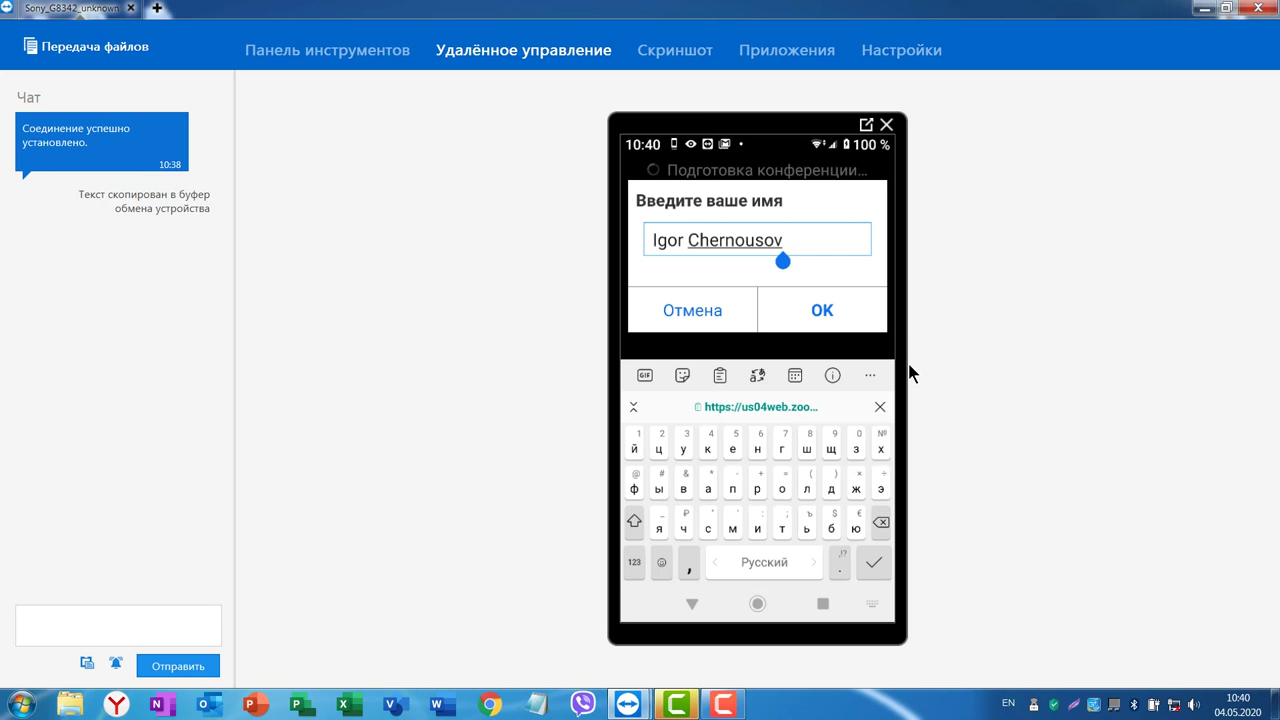 Sony_G8342_unknown
Передача файлов
Панель инструментов
Удалённое управление
Скриншот
Приложения
Настройки
Чат
Соединение успешно
установлено.
10:38
Текст скопирован в буфер
обмена устройства
Отправить
10:40
100 %
Подготовка конференции...
Введите ваше имя
Igor Chernousov
Отмена
OK
GIF
https://us04web.zoo...
1 2 3 4 5 6 7 8 9 0 №
й ц у к е н г ш щ з х
@ # & * - + = ( ) × ÷
ф ы в а п р о л д ж э
_ ₽ " ' : ; ъ $ €
я ч с м и т ь б ю
123 , Русский ,!? .
EN
10:40
04.05.2020